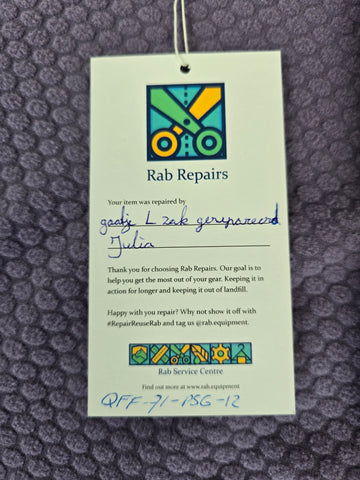 Rab Repairs
Your item was repaired by
gaatje L zak gerepareerd
Julia
Thank you for choosing Rab Repairs. Our goal is to
help you get the most out of your gear. Keeping it in
action for longer and keeping it out of landfill.
Happy with you repair? Why not show it off with
#RepairReuseRab and tag us @rab.equipment.
Rab Service Centre
Find out more at www.rab.equipment
QFF-71-PSG-12